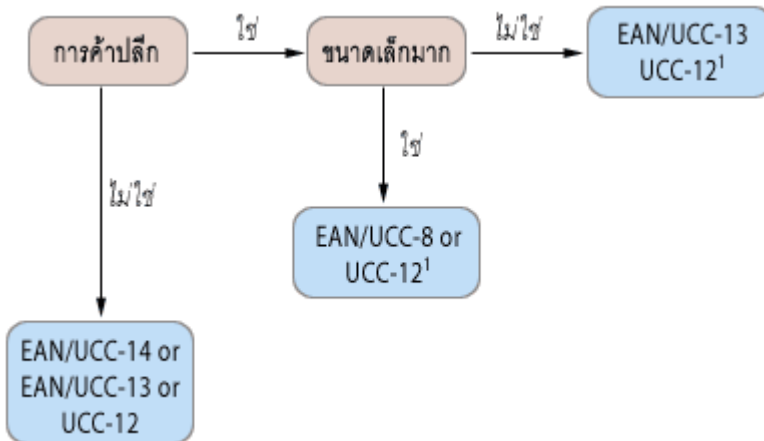 การค้าปลีก
ใช่
ขนาดเล็กมาก
ไม่ใช่
EAN/UCC-13
UCC-12¹
ไม่ใช่
ใช่
EAN/UCC-8 or
UCC-12¹
EAN/UCC-14 or
EAN/UCC-13 or
UCC-12